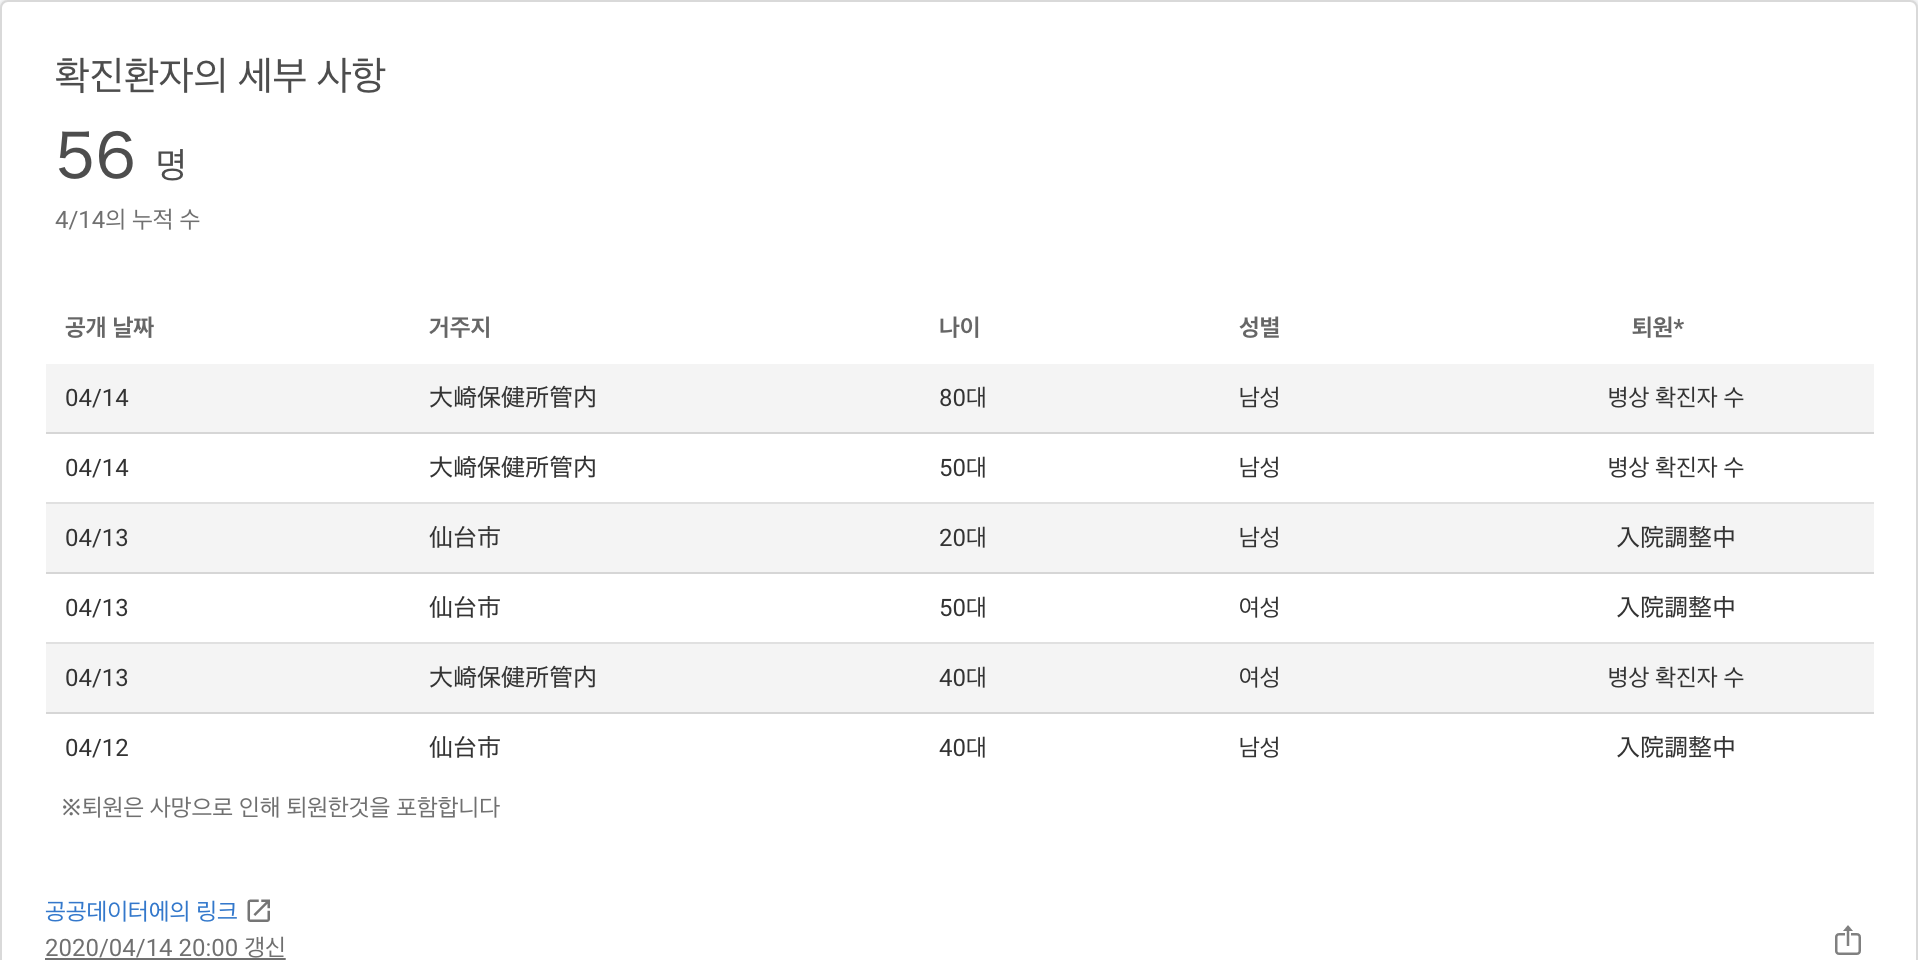 확진환자의 세부 사항
56 명
4/14의 누적 수
공개 날짜 거주지 나이 성별 퇴원*
04/14 大崎保健所管内 80대 남성 병상 확진자 수
04/14 大崎保健所管内 50대 남성 병상 확진자 수
04/13 仙台市 20대 남성 入院調整中
04/13 仙台市 50대 여성 入院調整中
04/13 大崎保健所管内 40대 여성 병상 확진자 수
04/12 仙台市 40대 남성 入院調整中
※퇴원은 사망으로 인해 퇴원한것을 포함합니다
공공데이터에의 링크
2020/04/14 20:00 갱신